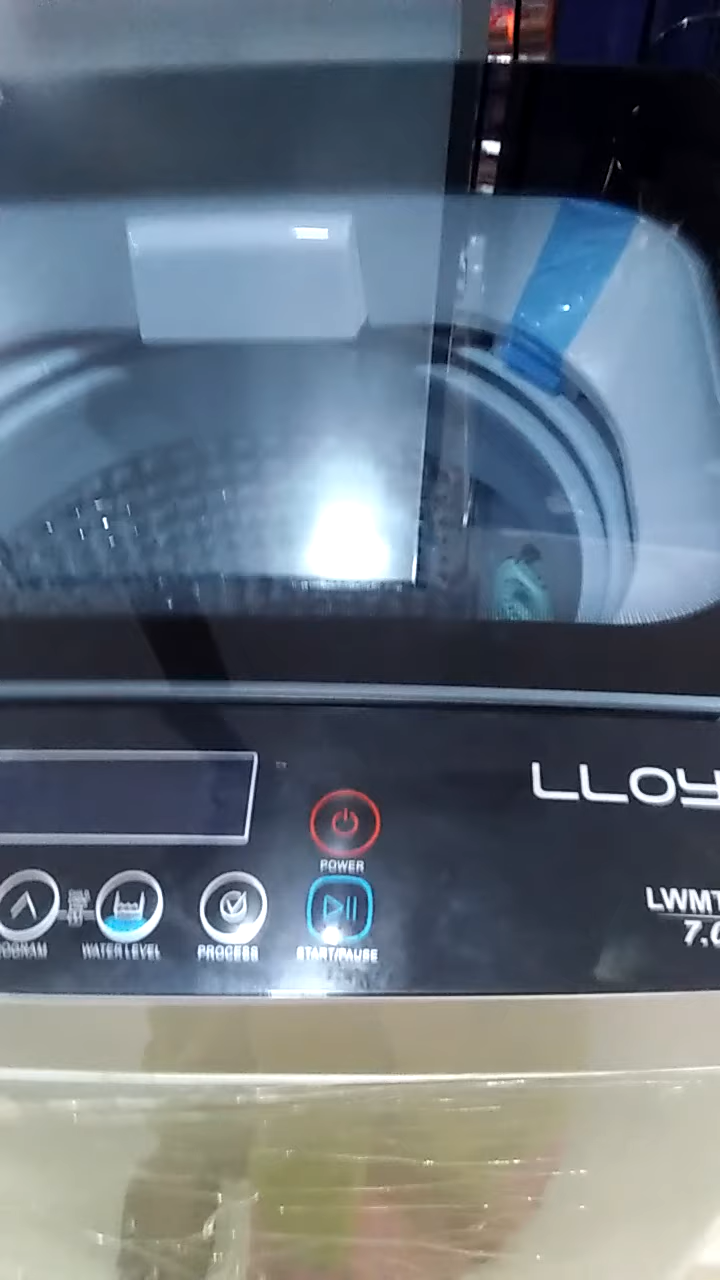 LLOY
POWER
LWMT
7.0
OGRAM
WATER LEVEL
PROCESS
START/PAUSE